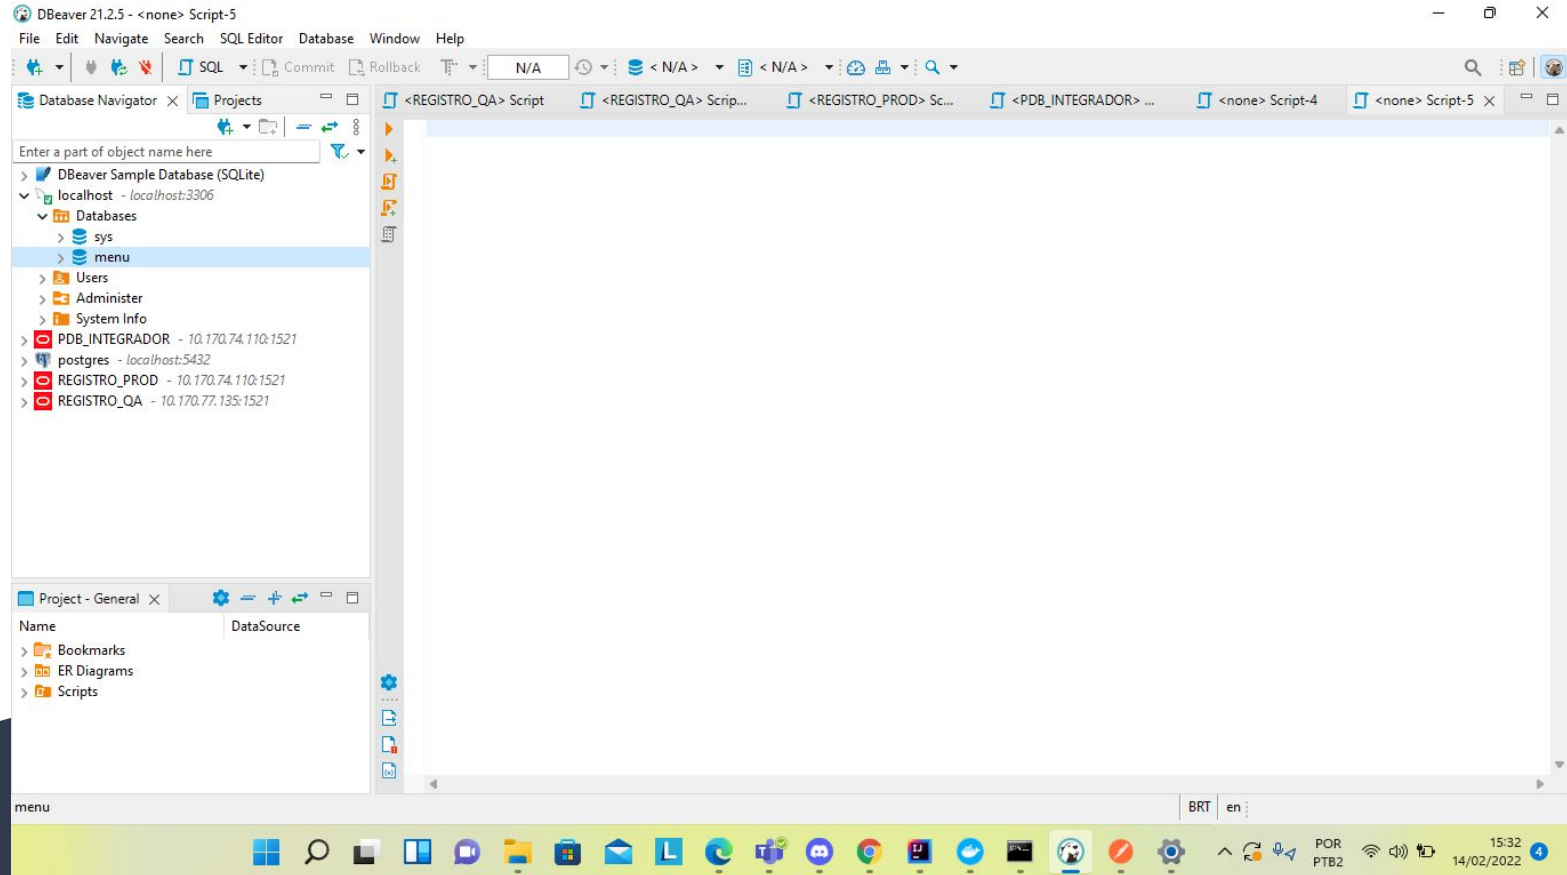 DBeaver 21.2.5 - <none> Script-5
File Edit Navigate Search SQL Editor Database Window Help
SQL Commit Rollback N/A < N/A > < N/A >
Database Navigator Projects
<REGISTRO_QA> Script <REGISTRO_QA> Scrip... <REGISTRO_PROD> Sc... <PDB_INTEGRADOR> ... <none> Script-4 <none> Script-5
Enter a part of object name here
DBeaver Sample Database (SQLite)
localhost - localhost:3306
Databases
sys
menu
Users
Administer
System Info
PDB_INTEGRADOR - 10.170.74.110:1521
postgres - localhost:5432
REGISTRO_PROD - 10.170.74.110:1521
REGISTRO_QA - 10.170.77.135:1521
Project - General
Name DataSource
Bookmarks
ER Diagrams
Scripts
menu
BRT en
POR
PTB2
15:32
14/02/2022
4